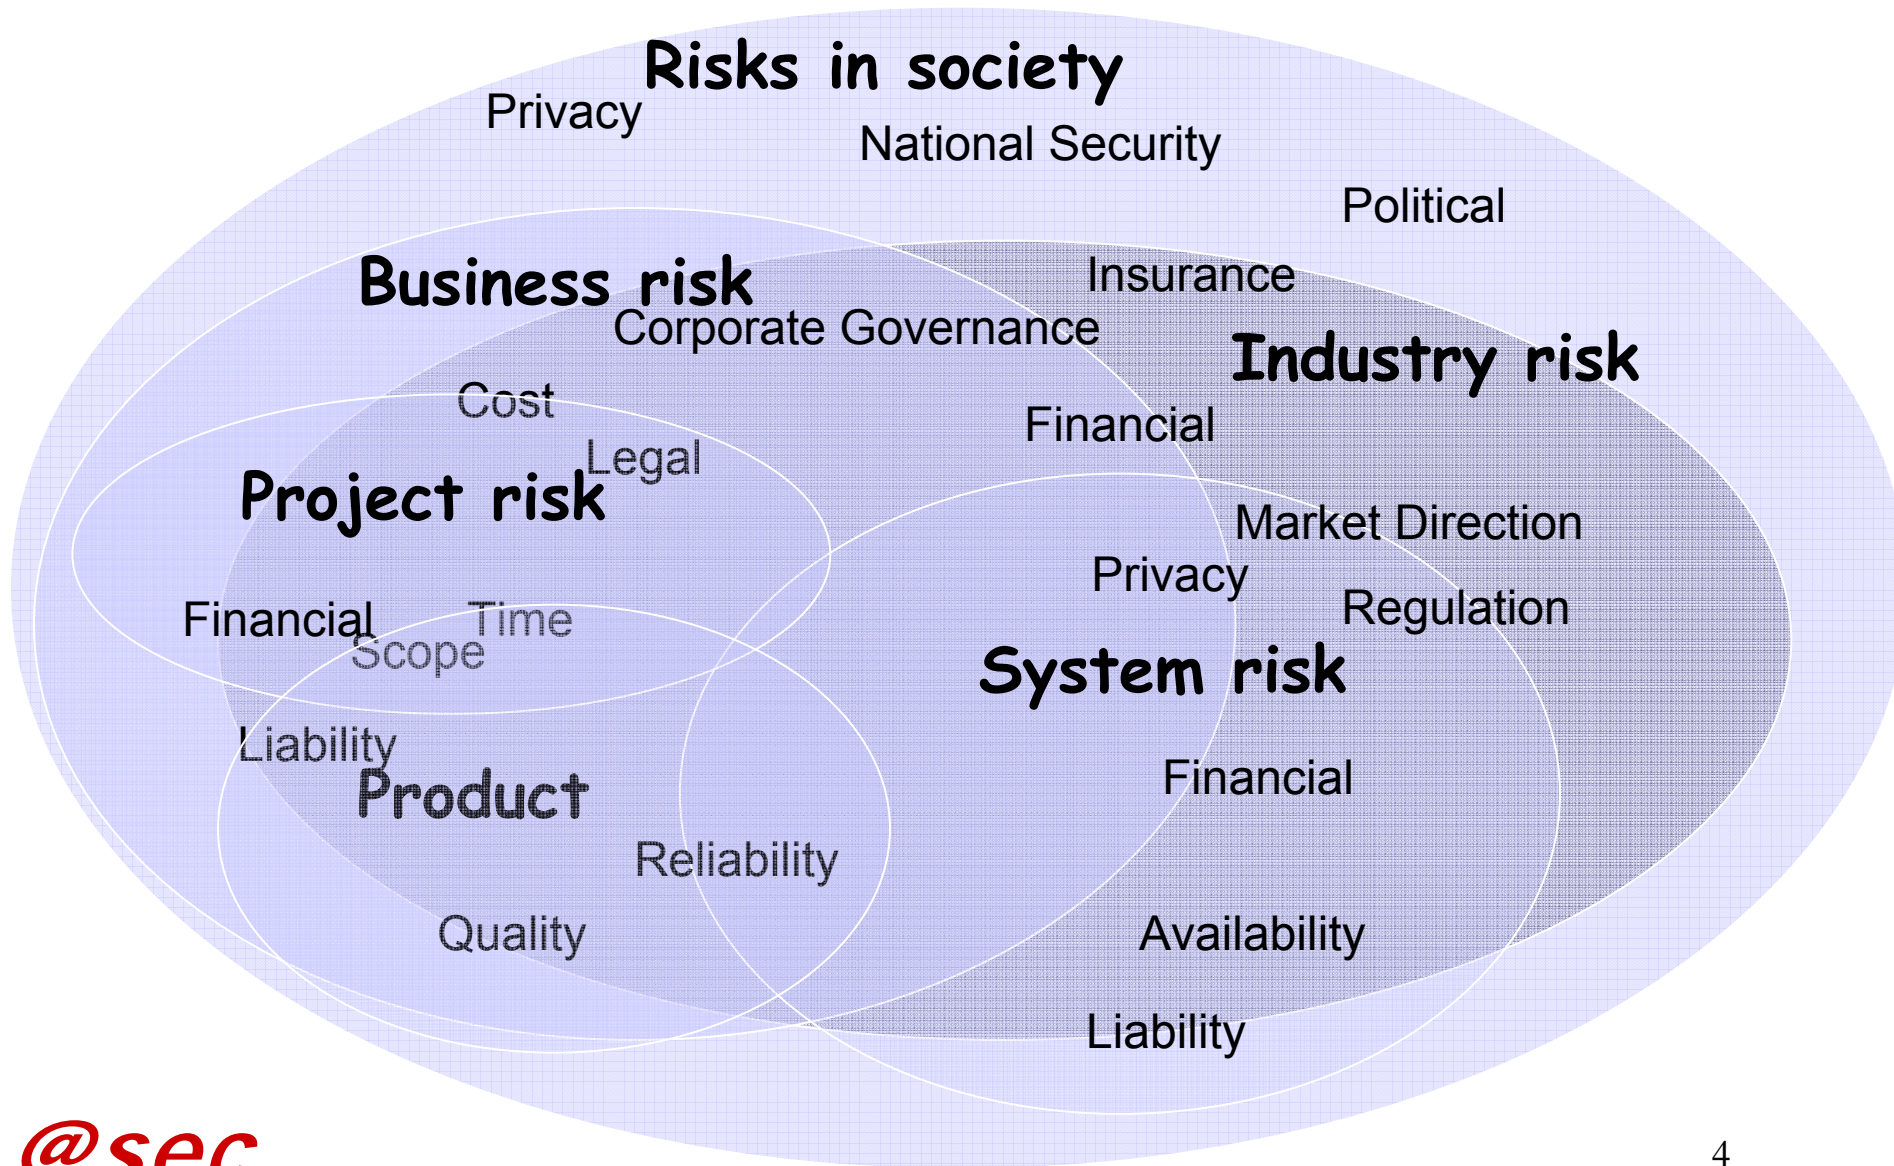 Risks in society
Privacy
National Security
Political
Business risk
Insurance
Corporate Governance
Industry risk
Cost
Financial
Legal
Project risk
Market Direction
Privacy
Regulation
Financial
Time
Scope
System risk
Liability
Product
Financial
Reliability
Quality
Availability
Liability
@sec
4